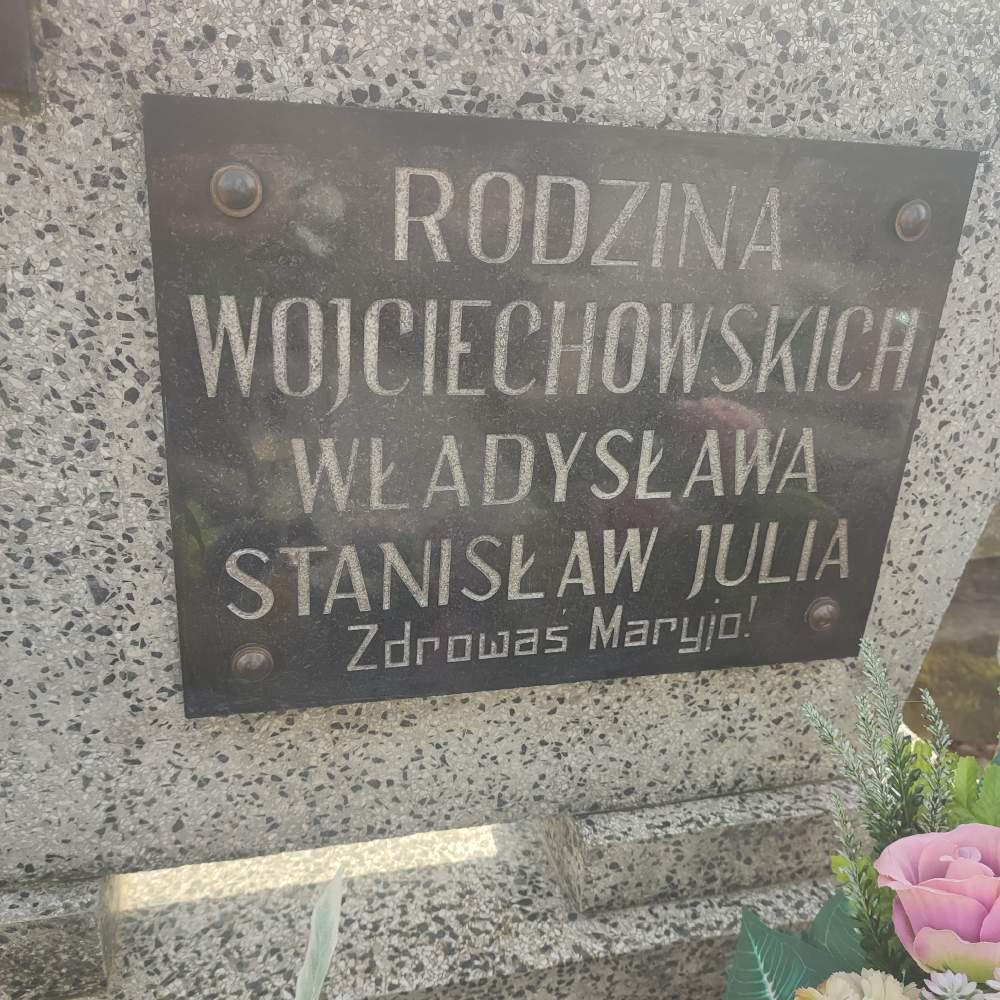 RODZINA
WOJCIECHOWSKICH
WŁADYSŁAWA
STANISŁAW JULIA
Zdrowaś Maryjo!